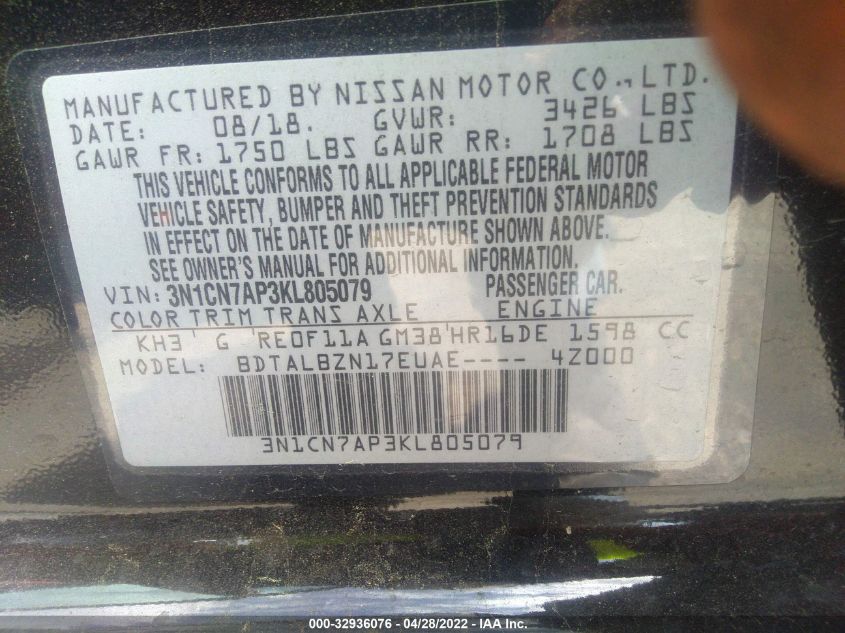 MANUFACTURED BY NISSAN MOTOR CO., LTD.
DATE: 08/18. GVWR: 3426 LBS
GAWR FR: 1750 LBS GAWR RR: 1708 LBS
THIS VEHICLE CONFORMS TO ALL APPLICABLE FEDERAL MOTOR
VEHICLE SAFETY, BUMPER AND THEFT PREVENTION STANDARDS
IN EFFECT ON THE DATE OF MANUFACTURE SHOWN ABOVE.
SEE OWNER'S MANUAL FOR ADDITIONAL INFORMATION.
VIN: 3N1CN7AP3KL805079 PASSENGER CAR.
COLOR TRIM TRANS AXLE ENGINE
KH3 ' G 'RE0F11A GM38'HR16DE 1598 CC
MODEL: BDTALBZN17EUAE---- 4Z000
3N1CN7AP3KL805079
000-32936076 - 04/28/2022 - IAA Inc.